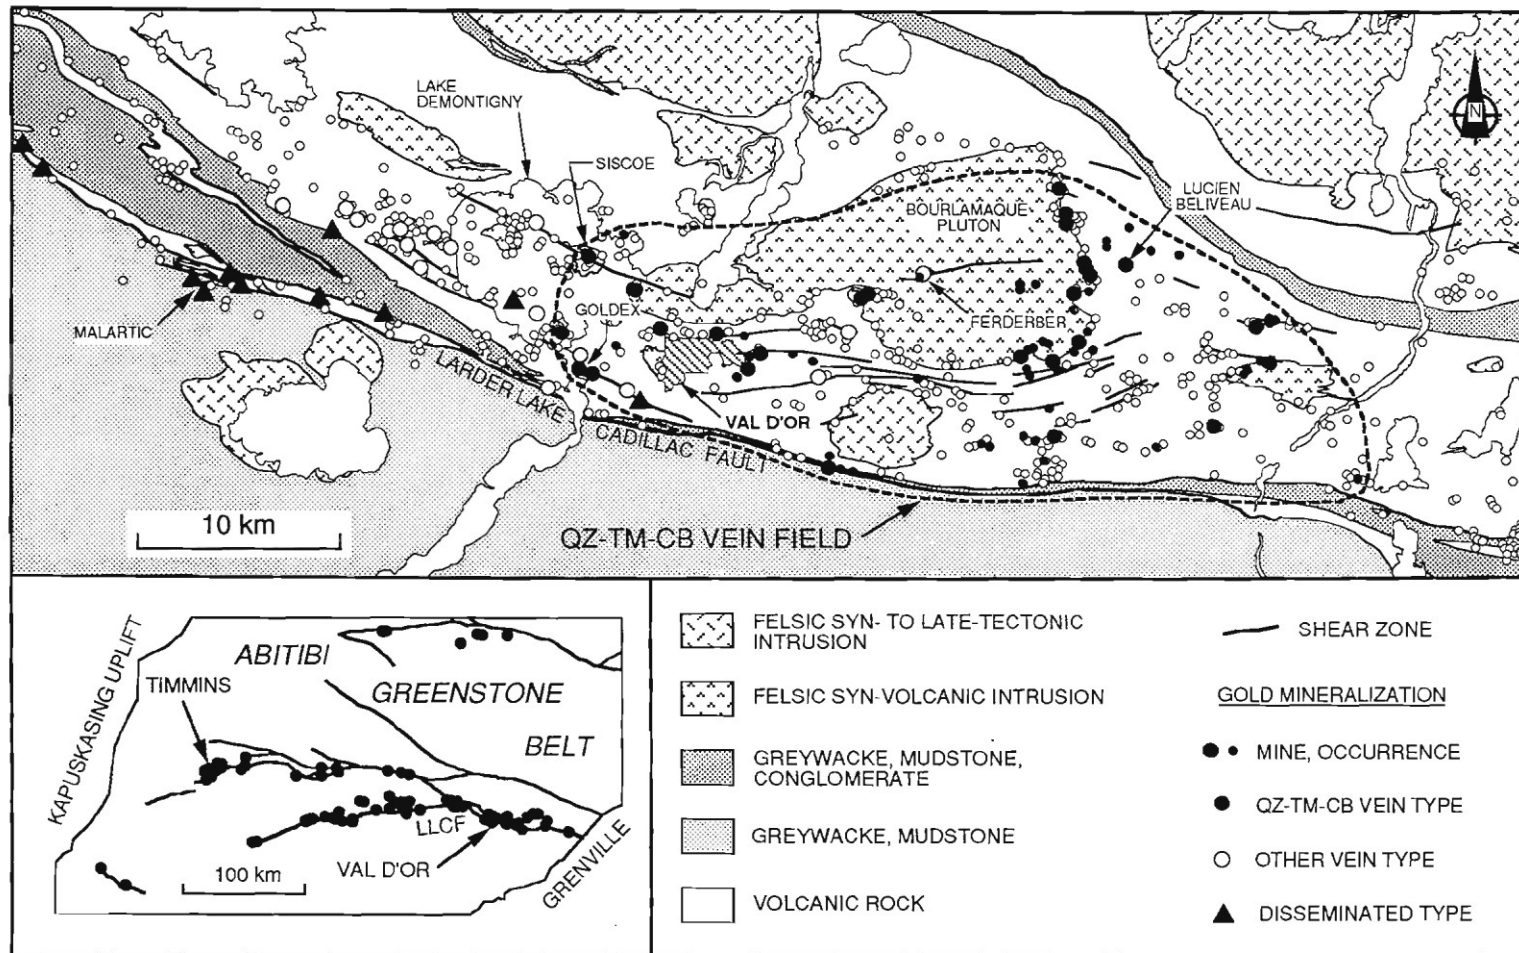 LAKE
DEMONTIGNY
SISCOE
N
LUCIEN
BELIVEAU
BOURLAMAQUE
PLUTON
GOLDEX
MALARTIC
FERDERBER
LARDER LAKE
VAL D'OR
CADILLAC FAULT
10 km
QZ-TM-CB VEIN FIELD
KAPUSKASING UPLIFT
ABITIBI
TIMMINS
GREENSTONE
BELT
LLCF
VAL D'OR
100 km
GRENVILLE
FELSIC SYN- TO LATE-TECTONIC
INTRUSION
FELSIC SYN-VOLCANIC INTRUSION
GREYWACKE, MUDSTONE,
CONGLOMERATE
GREYWACKE, MUDSTONE
VOLCANIC ROCK
SHEAR ZONE
GOLD MINERALIZATION
MINE, OCCURRENCE
QZ-TM-CB VEIN TYPE
OTHER VEIN TYPE
DISSEMINATED TYPE